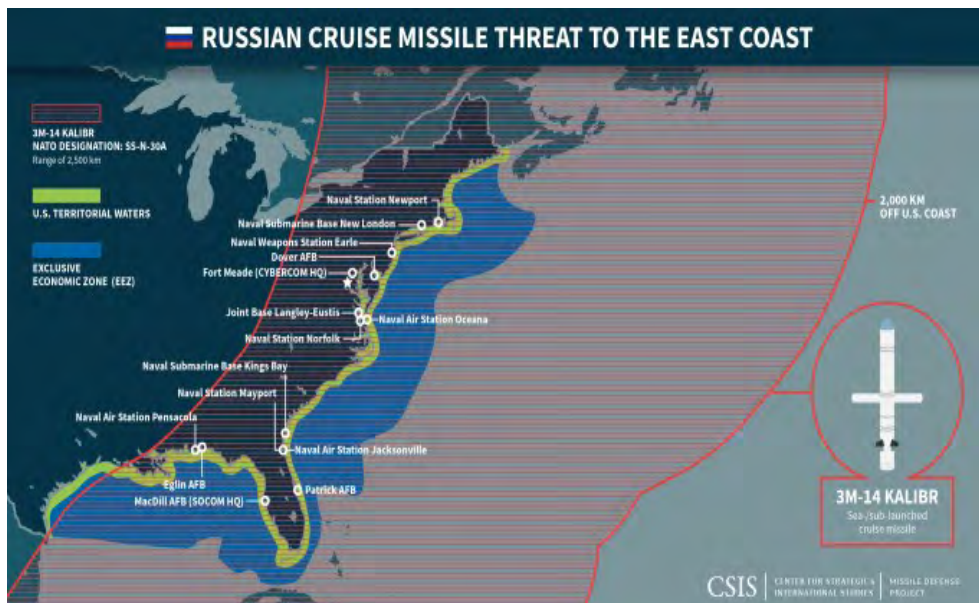 RUSSIAN CRUISE MISSILE THREAT TO THE EAST COAST
3M-14 KALIBR
NATO DESIGNATION: SS-N-30A
Range of 2,500 km
U.S. TERRITORIAL WATERS
EXCLUSIVE
ECONOMIC ZONE (EEZ)
Naval Station Newport
Naval Submarine Base New London
Naval Weapons Station Earle
Dover AFB
Fort Meade (CYBERCOM HQ)
Joint Base Langley-Eustis
Naval Air Station Oceana
Naval Station Norfolk
Naval Submarine Base Kings Bay
Naval Station Mayport
Naval Air Station Pensacola
Naval Air Station Jacksonville
Eglin AFB
MacDill AFB (SOCOM HQ)
Patrick AFB
2,000 KM
OFF U.S. COAST
3M-14 KALIBR
Sea-/sub-launched
cruise missile
CSIS
CENTER FOR STRATEGIC &
INTERNATIONAL STUDIES
MISSILE DEFENSE
PROJECT